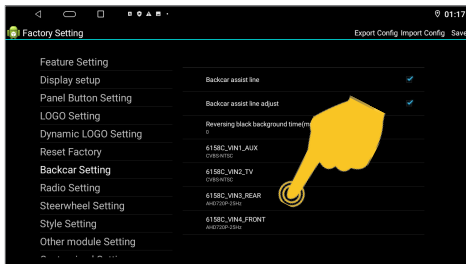 01:17
Factory Setting
Export Config Import Config Save
Feature Setting
Display setup
Panel Button Setting
LOGO Setting
Dynamic LOGO Setting
Reset Factory
Backcar Setting
Radio Setting
Steerwheel Setting
Style Setting
Other module Setting
Backcar assist line
Backcar assist line adjust
Reversing black background
0
6158C_VIN1_AUX
CVBS-NTSC
6158C_VIN2_TV
CVBS-NTSC
6158C_VIN3_REAR
AHD720P-25Hz
6158C_VIN4_FRONT
AHD720P-25Hz